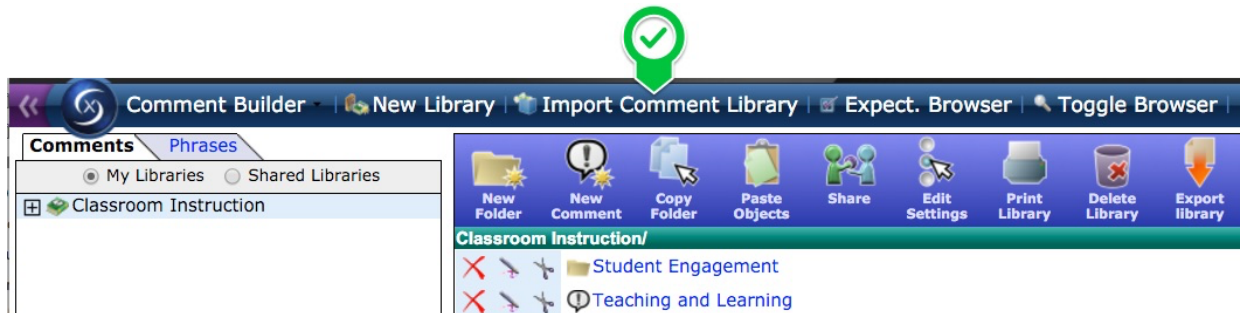 Comment Builder New Library Import Comment Library Expect. Browser Toggle Browser
Comments Phrases
My Libraries Shared Libraries
Classroom Instruction
New Folder New Comment Copy Folder Paste Objects Share Edit Settings Print Library Delete Library Export library
Classroom Instruction/
Student Engagement
Teaching and Learning